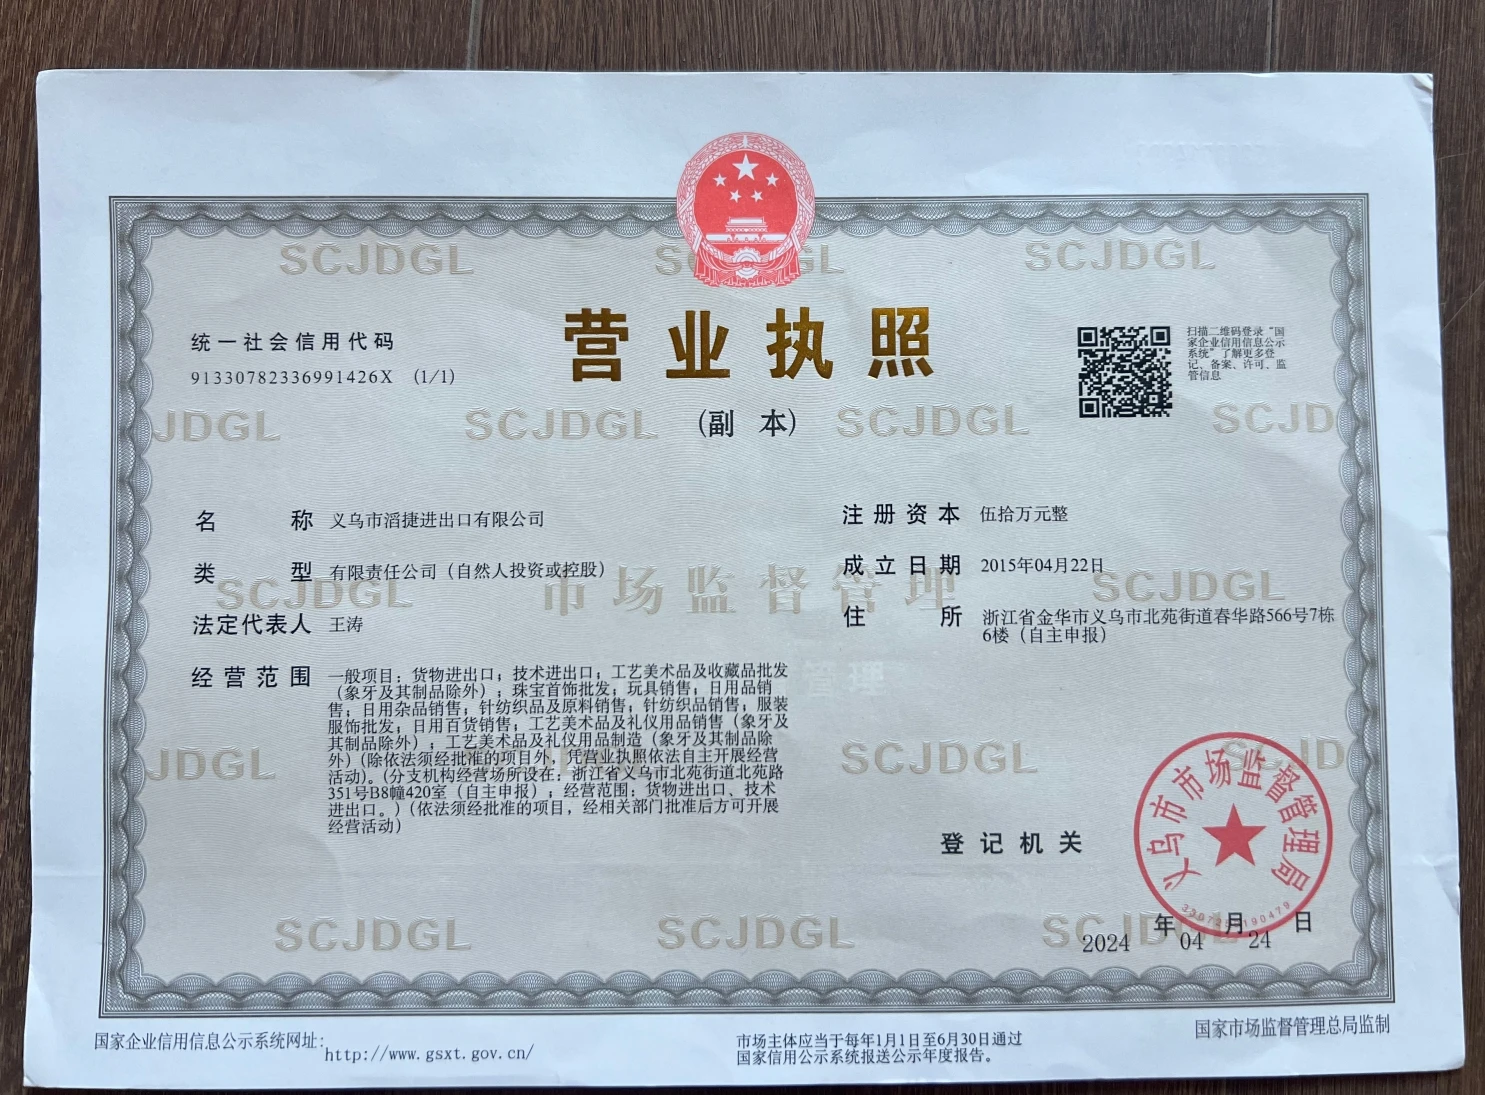 营业执照
(副 本)
统一社会信用代码
91330782336991426X (1/1)
扫描二维码登录“国
家企业信用信息公示
系统”了解更多登
记、备案、许可、监
管信息
名 称 义乌市滔捷进出口有限公司
类 型 有限责任公司（自然人投资或控股）
法定代表人 王涛
经营范围 一般项目：货物进出口；技术进出口；工艺美术品及收藏品批发
（象牙及其制品除外）；珠宝首饰批发；玩具销售；日用品销
售；日用杂品销售；针纺织品及原料销售；针纺织品销售；服装
服饰批发；日用百货销售；工艺美术品及礼仪用品销售（象牙及
其制品除外）；工艺美术品及礼仪用品制造（象牙及其制品除
外）(除依法须经批准的项目外，凭营业执照依法自主开展经营
活动)。(分支机构经营场所设在：浙江省义乌市北苑街道北苑路
351号B8幢420室（自主申报）；经营范围：货物进出口、技术
进出口。）(依法须经批准的项目，经相关部门批准后方可开展
经营活动)
注册资本 伍拾万元整
成立日期 2015年04月22日
住 所 浙江省金华市义乌市北苑街道春华路566号7栋
6楼（自主申报）
登记机关
义乌市市场监督管理局
2024 年 04 月 24 日
SCJDGL
市场监督管理
国家企业信用信息公示系统网址：http://www.gsxt.gov.cn/
市场主体应当于每年1月1日至6月30日通过
国家信用公示系统报送公示年度报告。
国家市场监督管理总局监制